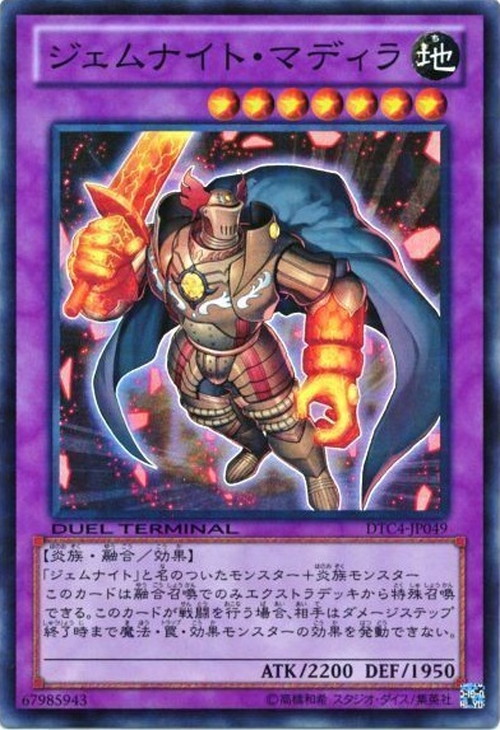 ジェムナイト・マディラ
地
DUEL TERMINAL
DTC4-JP049
【炎族・融合／効果】
「ジェムナイト」と名のついたモンスター＋炎族モンスター
このカードは融合召喚でのみエクストラデッキから特殊召喚
できる。このカードが戦闘を行う場合、相手はダメージステップ
終了時まで魔法・罠・効果モンスターの効果を発動できない。
ATK/2200 DEF/1950
67985943
©高橋和希 スタジオ・ダイス/集英社